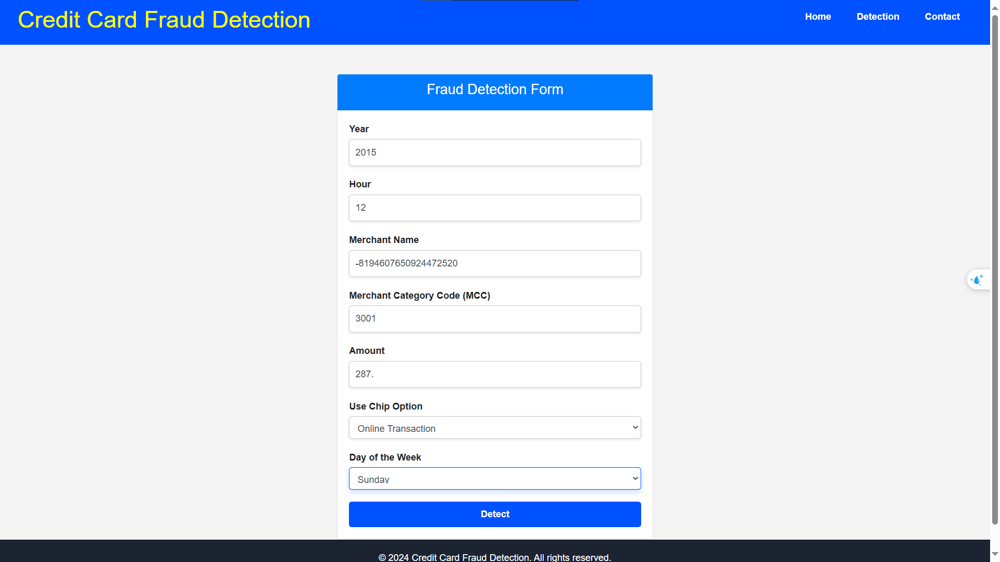 Credit Card Fraud Detection
Home Detection Contact
Fraud Detection Form
Year
2015
Hour
12
Merchant Name
-8194607650924472520
Merchant Category Code (MCC)
3001
Amount
287.
Use Chip Option
Online Transaction
Day of the Week
Sunday
Detect
© 2024 Credit Card Fraud Detection. All rights reserved.